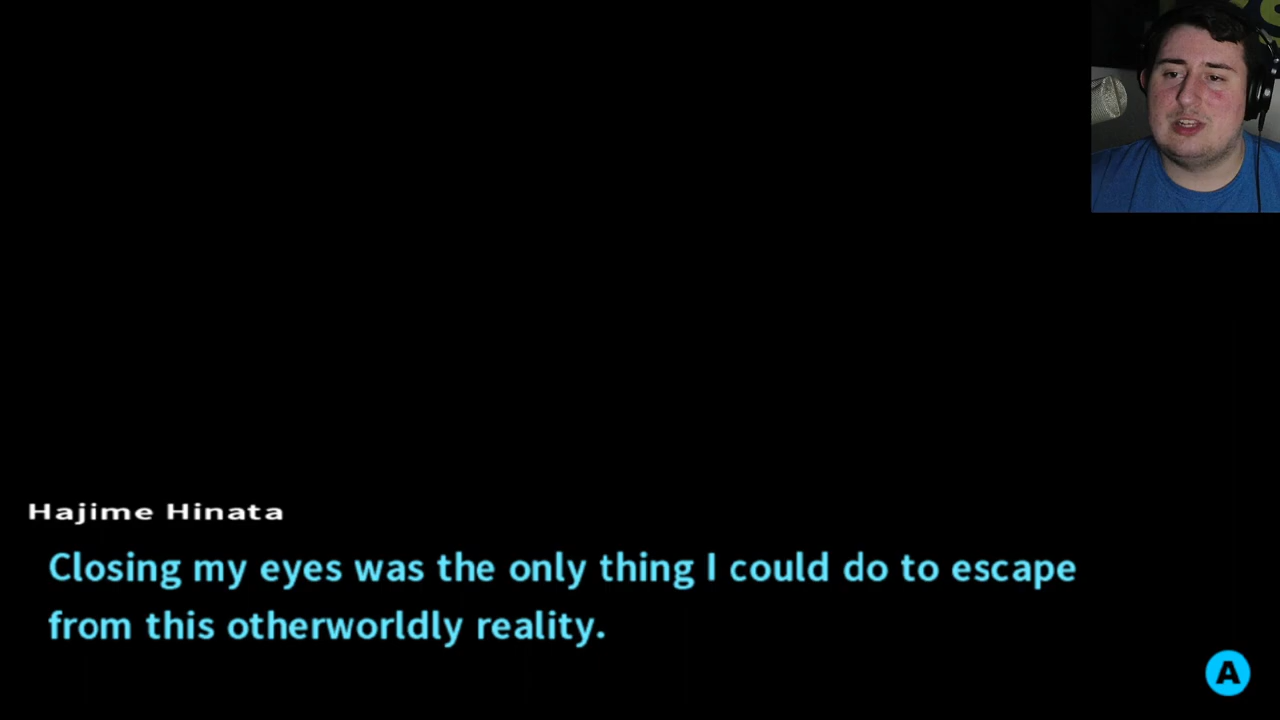 Hajime Hinata
Closing my eyes was the only thing I could do to escape
from this otherworldly reality.
A